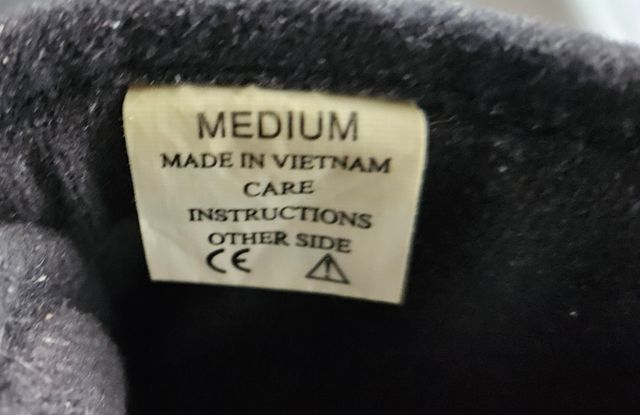 MEDIUM
MADE IN VIETNAM
CARE
INSTRUCTIONS
OTHER SIDE
CE